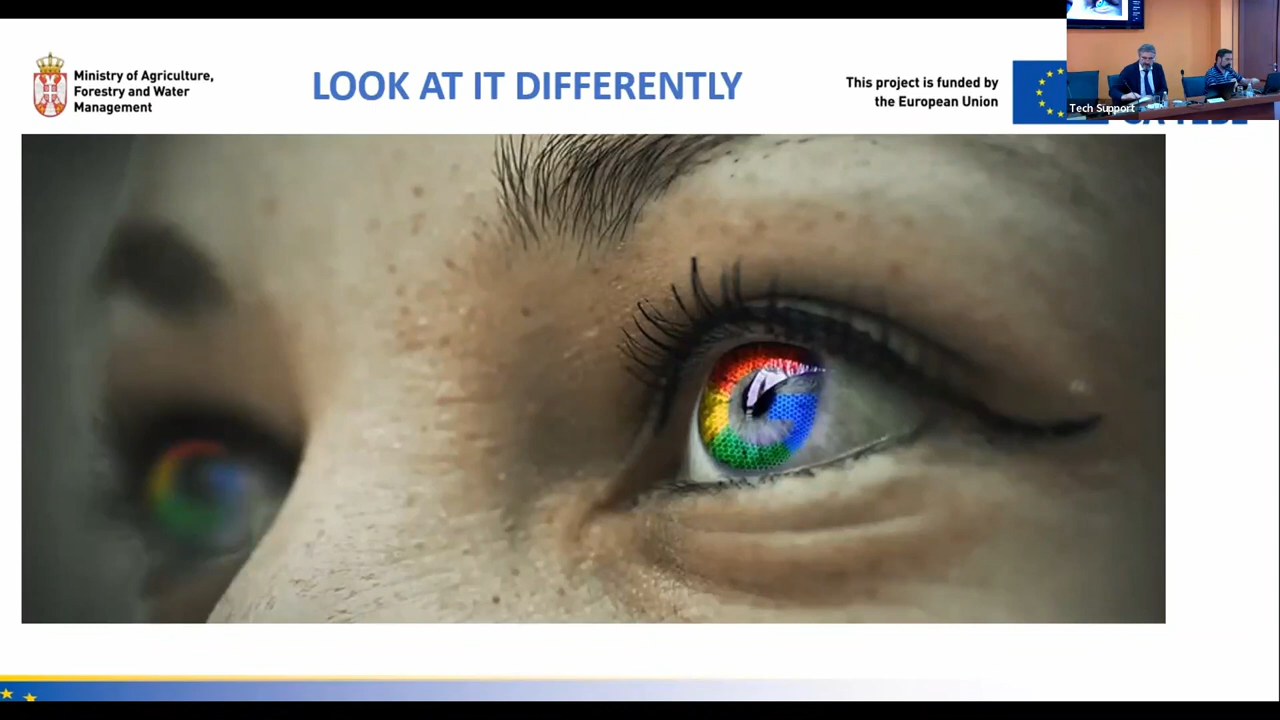 Ministry of Agriculture,
Forestry and Water
Management
LOOK AT IT DIFFERENTLY
This project is funded by
the European Union
Tech Support